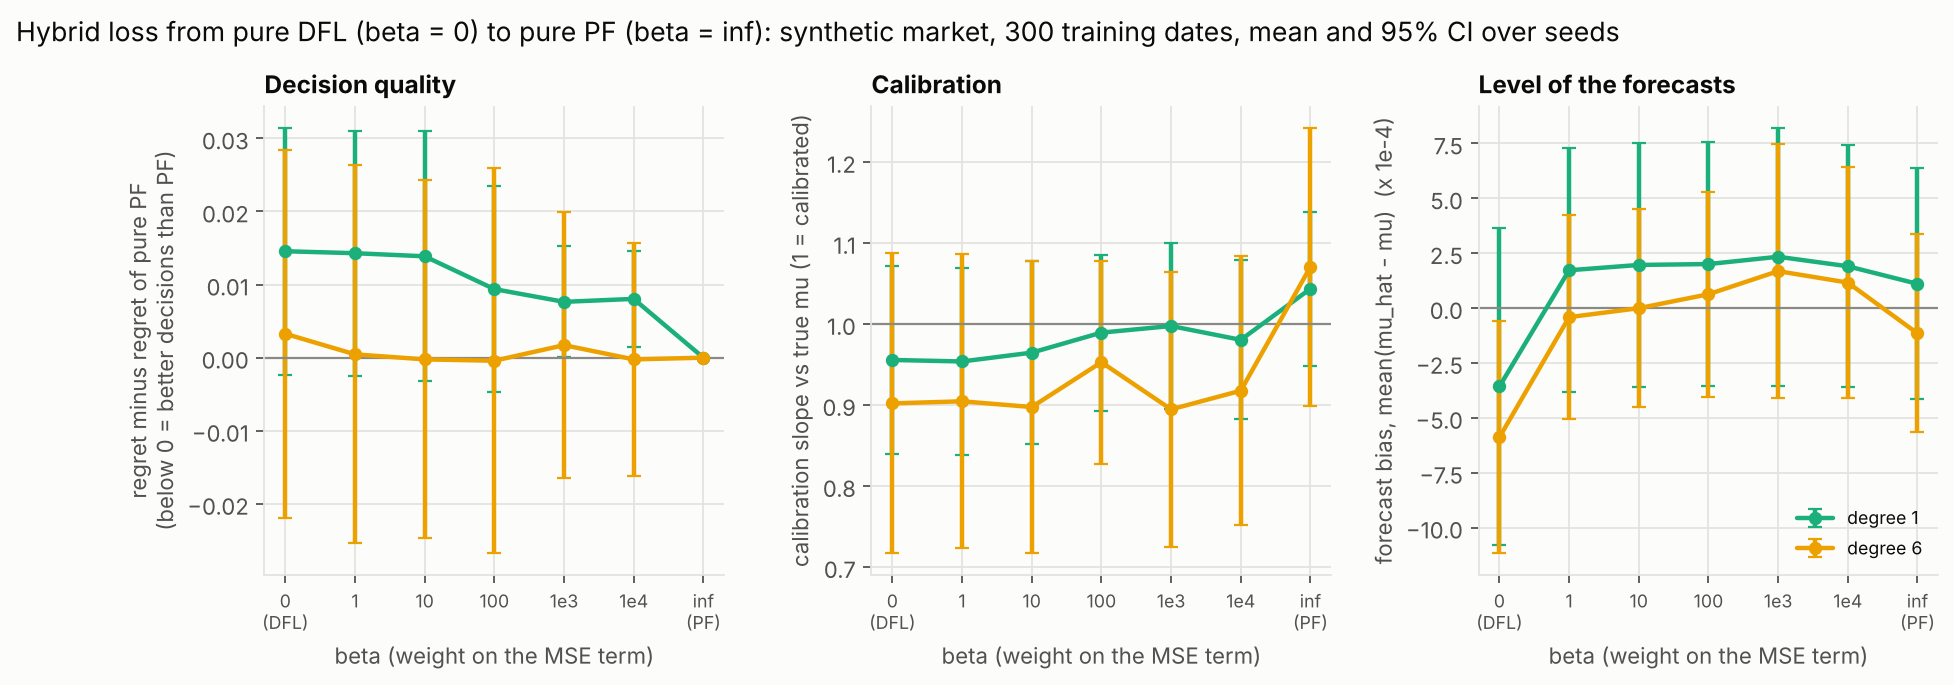 Hybrid loss from pure DFL (beta = 0) to pure PF (beta = inf): synthetic market, 300 training dates, mean and 95% CI over seeds
Decision quality
regret minus regret of pure PF
(below 0 = better decisions than PF)
0.03
0.02
0.01
0.00
−0.01
−0.02
0
(DFL)
1
10
100
1e3
1e4
inf
(PF)
beta (weight on the MSE term)
Calibration
calibration slope vs true mu (1 = calibrated)
1.2
1.1
1.0
0.9
0.8
0.7
0
(DFL)
1
10
100
1e3
1e4
inf
(PF)
beta (weight on the MSE term)
Level of the forecasts
forecast bias, mean(mu_hat - mu) (x 1e-4)
7.5
5.0
2.5
0.0
−2.5
−5.0
−7.5
−10.0
degree 1
degree 6
0
(DFL)
1
10
100
1e3
1e4
inf
(PF)
beta (weight on the MSE term)